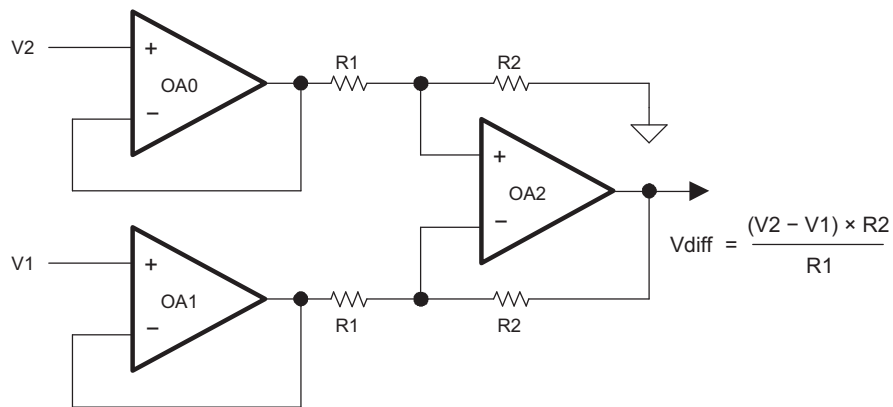 V2
+
OA0
−
R1
R2
+
OA2
−
Vdiff = (V2 − V1) × R2
R1
V1
+
OA1
−
R1
R2